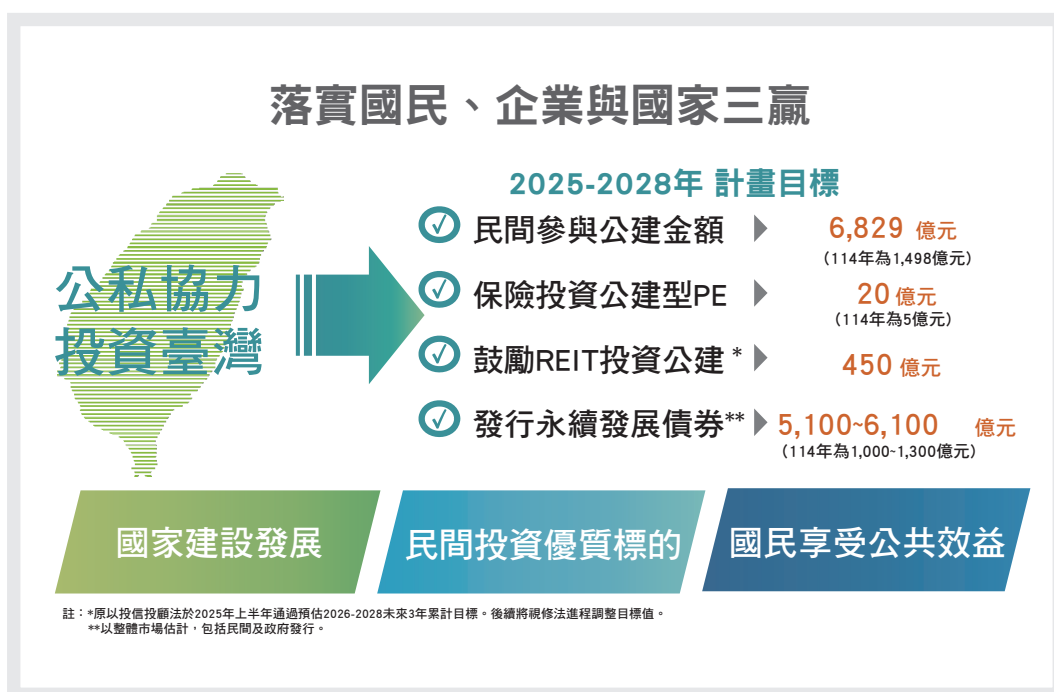 落實國民、企業與國家三贏
公私協力
投資臺灣
2025-2028年 計畫目標
民間參與公建金額 6,829 億元
(114年為1,498億元)
保險投資公建型PE 20 億元
(114年為5億元)
鼓勵REIT投資公建 * 450 億元
發行永續發展債券** 5,100~6,100 億元
(114年為1,000~1,300億元)
國家建設發展
民間投資優質標的
國民享受公共效益
註:*原以投信投顧法於2025年上半年通過預估2026-2028未來3年累計目標。後續將視修法進程調整目標值。
**以整體市場估計,包括民間及政府發行。